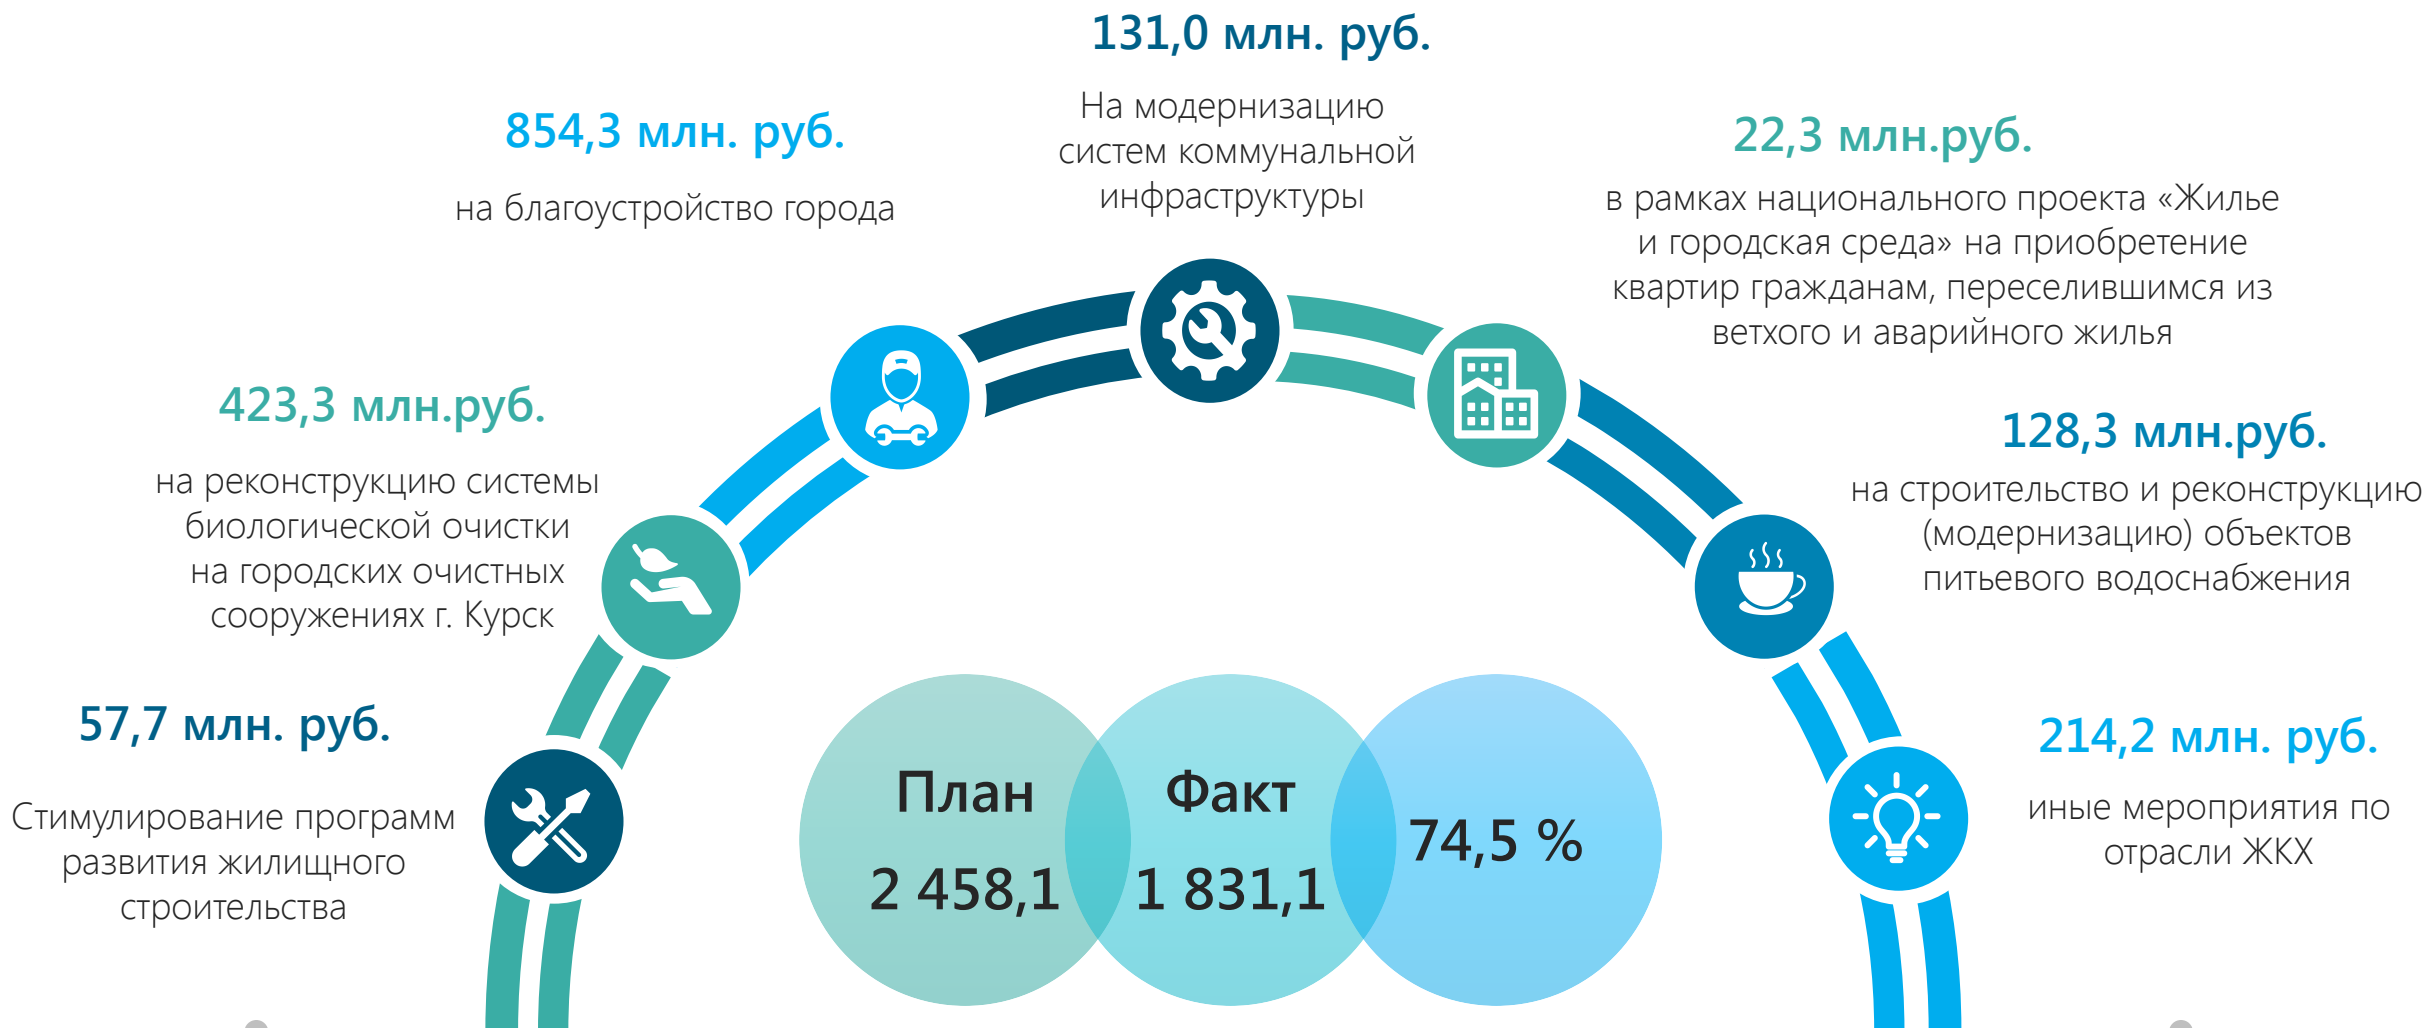 131,0 млн. руб.
На модернизацию
систем коммунальной
инфраструктуры
854,3 млн. руб.
на благоустройство города
22,3 млн.руб.
в рамках национального проекта «Жилье
и городская среда» на приобретение
квартир гражданам, переселившимся из
ветхого и аварийного жилья
423,3 млн.руб.
на реконструкцию системы
биологической очистки
на городских очистных
сооружениях г. Курск
128,3 млн.руб.
на строительство и реконструкцию
(модернизацию) объектов
питьевого водоснабжения
57,7 млн. руб.
Стимулирование программ
развития жилищного
строительства
214,2 млн. руб.
иные мероприятия по
отрасли ЖКХ
План
2 458,1
Факт
1 831,1
74,5 %